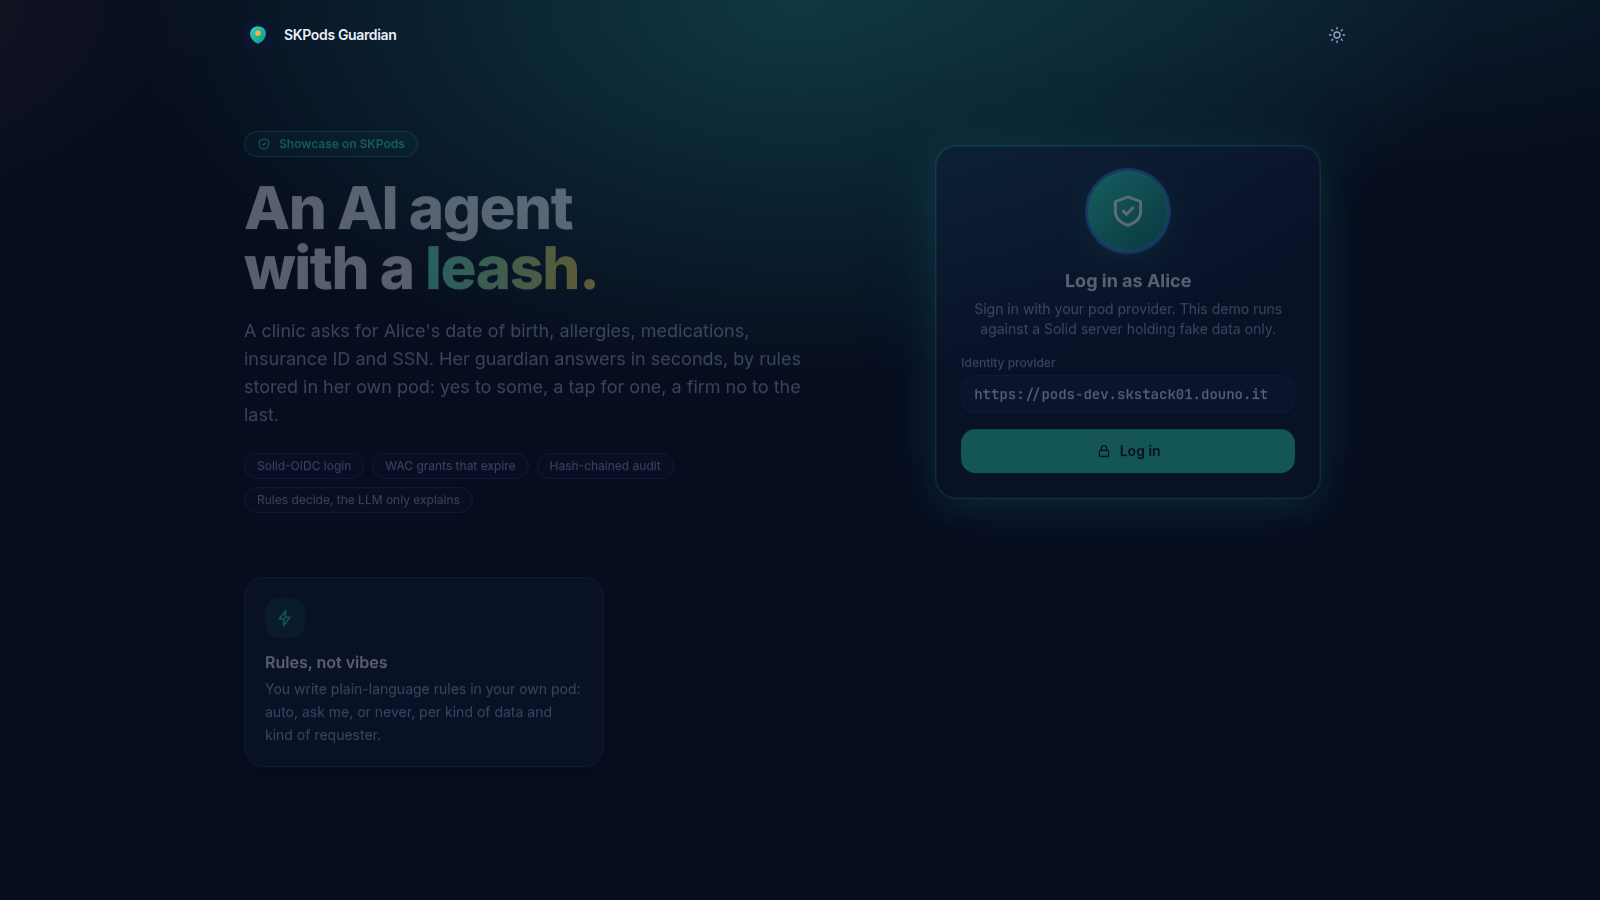 SKPods Guardian
Showcase on SKPods
An AI agent
with a leash.
A clinic asks for Alice's date of birth, allergies, medications,
insurance ID and SSN. Her guardian answers in seconds, by rules
stored in her own pod: yes to some, a tap for one, a firm no to the
last.
Solid-OIDC login
WAC grants that expire
Hash-chained audit
Rules decide, the LLM only explains
Log in as Alice
Sign in with your pod provider. This demo runs
against a Solid server holding fake data only.
Identity provider
https://pods-dev.skstack01.douno.it
Log in
Rules, not vibes
You write plain-language rules in your own pod:
auto, ask me, or never, per kind of data and
kind of requester.